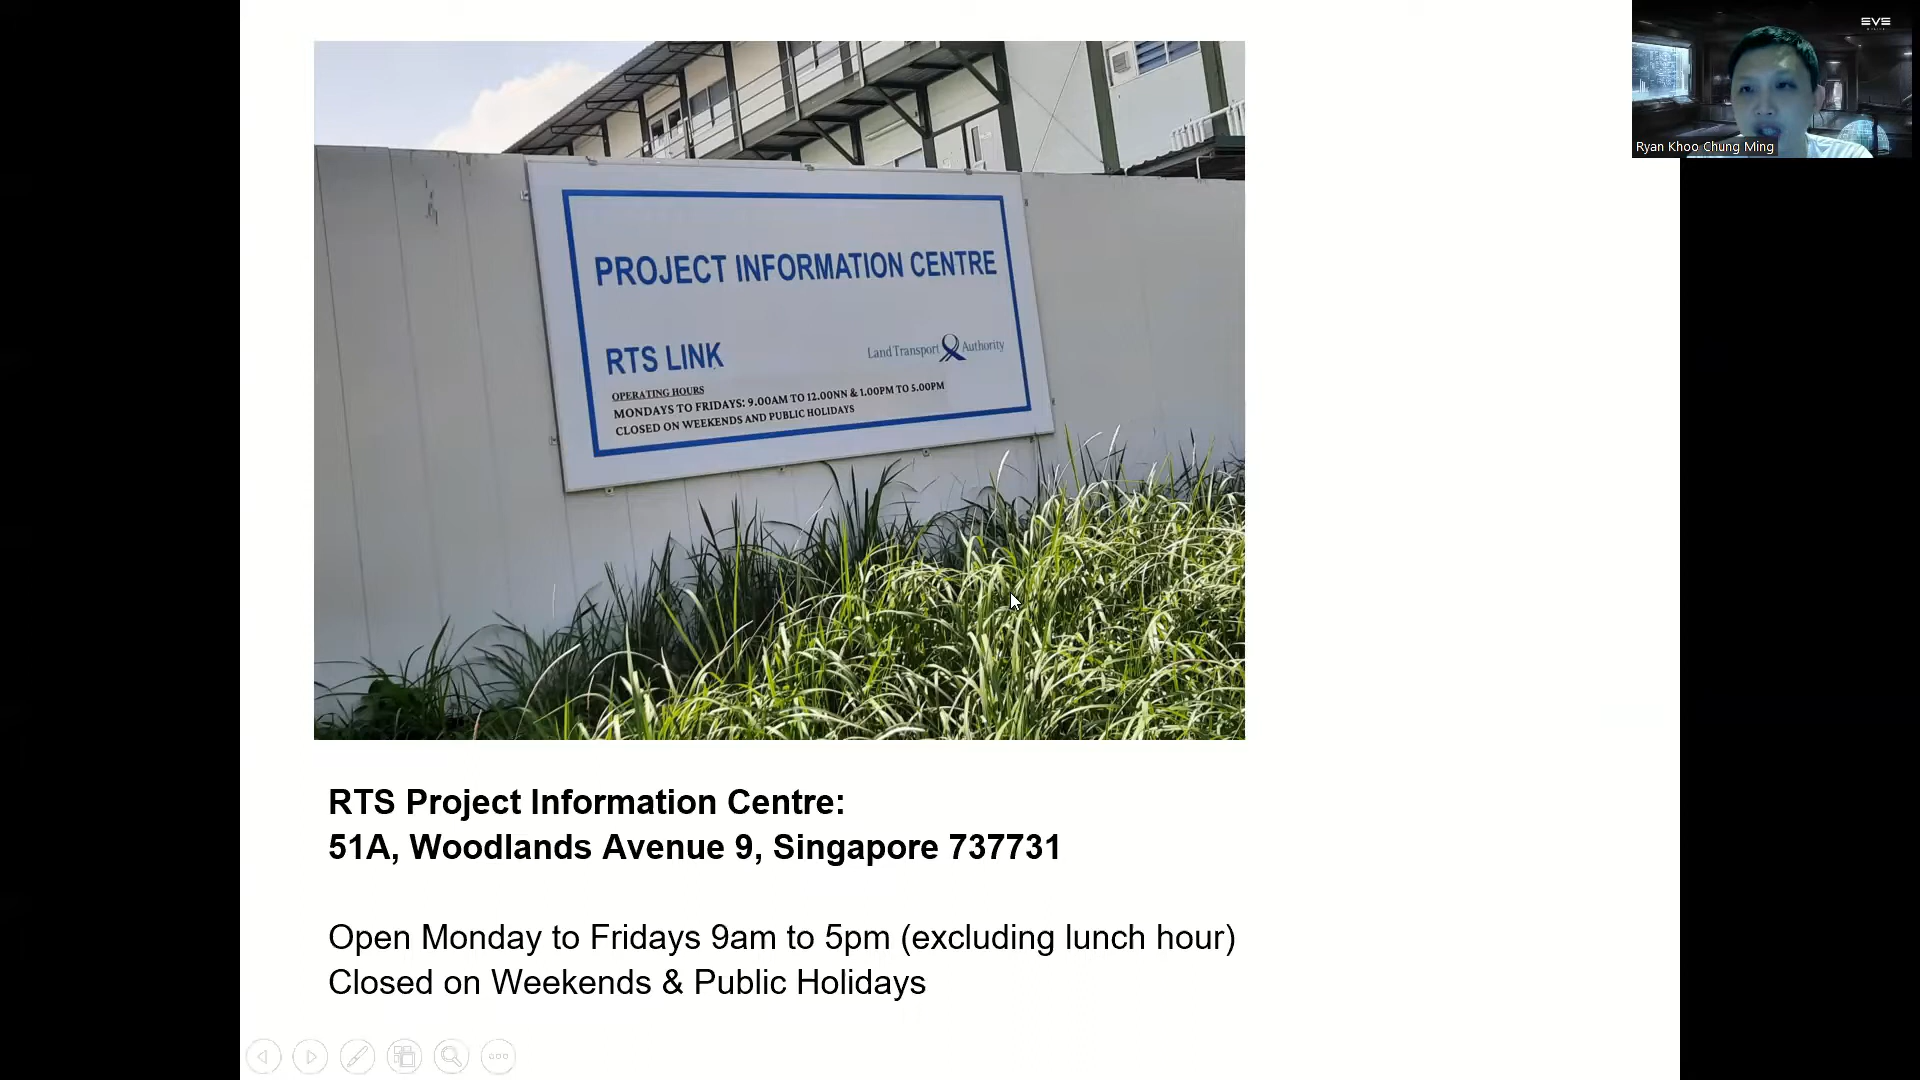 PROJECT INFORMATION CENTRE
RTS LINK
Land Transport Authority
OPERATING HOURS
MONDAYS TO FRIDAYS: 9.00AM TO 12.00NN & 1.00PM TO 5.00PM
CLOSED ON WEEKENDS AND PUBLIC HOLIDAYS
RTS Project Information Centre:
51A, Woodlands Avenue 9, Singapore 737731
Open Monday to Fridays 9am to 5pm (excluding lunch hour)
Closed on Weekends & Public Holidays
EVE
Ryan Khoo Chung Ming